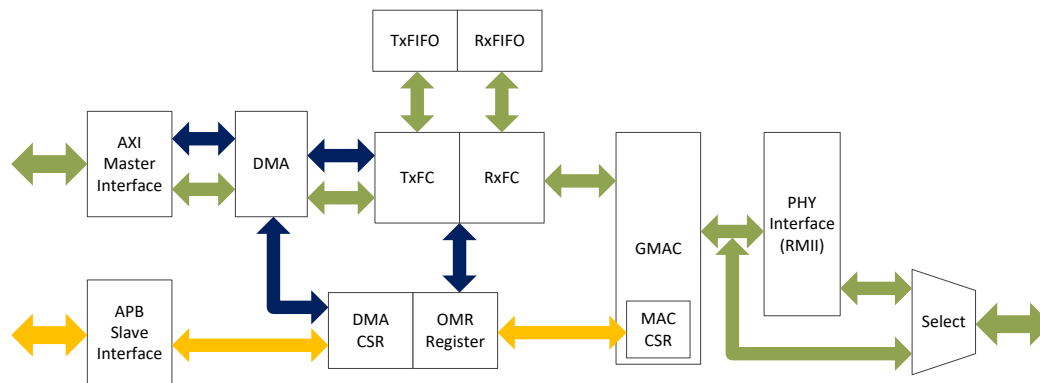 TxFIFO
RxFIFO
AXI
Master
Interface
DMA
TxFC
RxFC
GMAC
PHY
Interface
(RMII)
APB
Slave
Interface
DMA
CSR
OMR
Register
MAC
CSR
Select